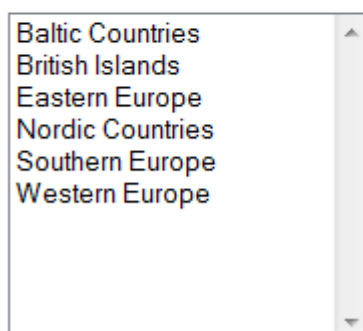 Baltic Countries
British Islands
Eastern Europe
Nordic Countries
Southern Europe
Western Europe